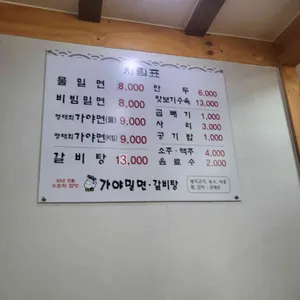 차림표
물밀면 8,000
비빔밀면 8,000
가야면(물) 9,000
가야면(비빔) 9,000
갈비탕 13,000
만두 6,000
맛보기수육 13,000
곱빼기 1,000
사리 3,000
공기밥 1,000
소주·맥주 4,000
음료수 2,000
가야밀면·갈비탕